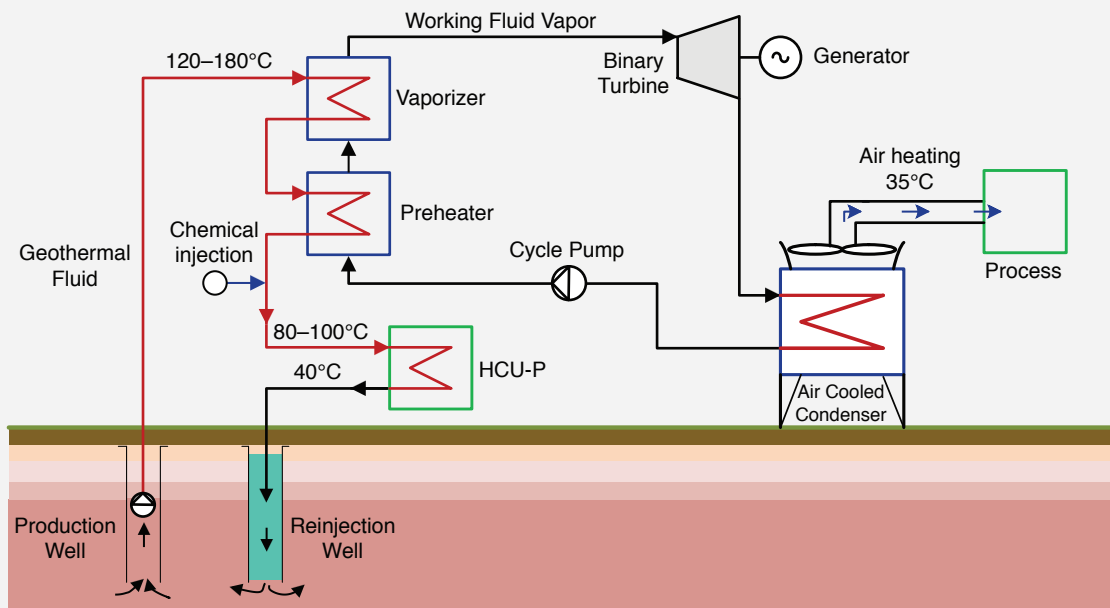 Working Fluid Vapor
120–180°C
Binary
Turbine
Generator
Vaporizer
Air heating
35°C
Preheater
Chemical
injection
Geothermal
Fluid
Cycle Pump
Process
80–100°C
HCU-P
40°C
Air Cooled
Condenser
Production
Well
Reinjection
Well